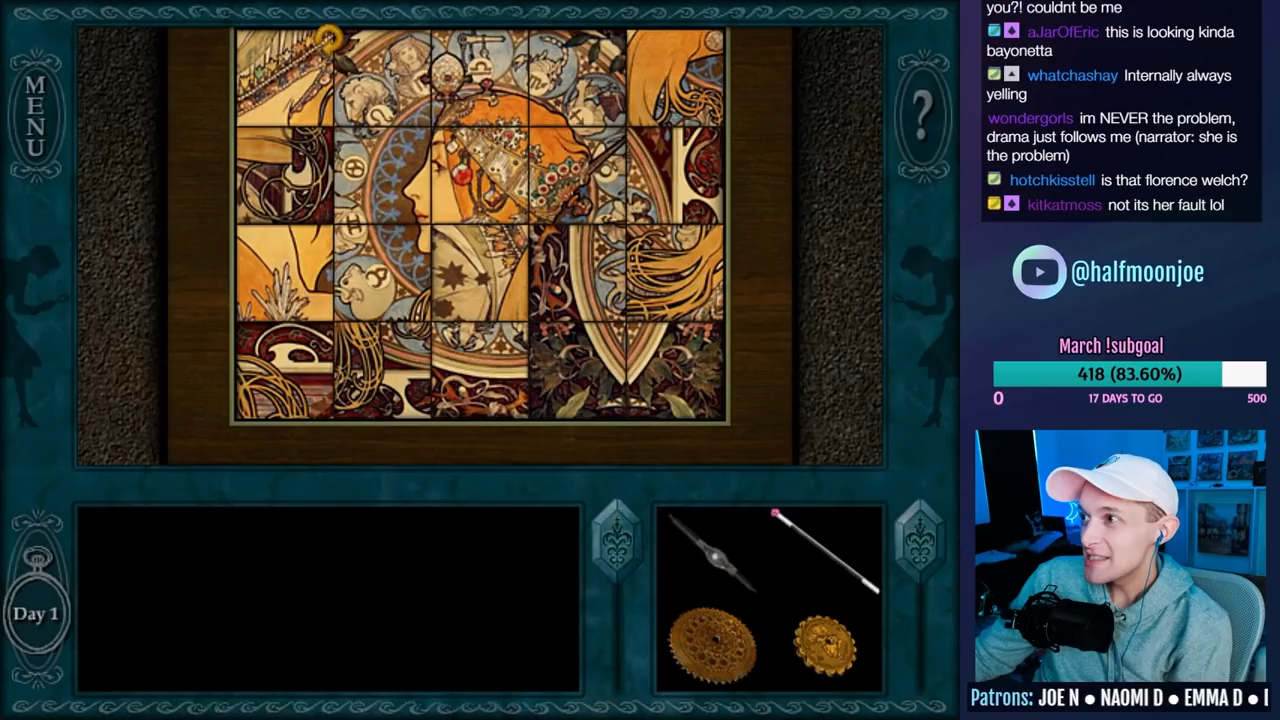 MENU
?
Day 1
you?! couldnt be me
aJarOfEric this is looking kinda
bayonetta
whatchashay Internally always
yelling
wondergorls im NEVER the problem,
drama just follows me (narrator: she is
the problem)
hotchkisstell is that florence welch?
kitkatmoss not its her fault lol
@halfmoonjoe
March !subgoal
418 (83.60%)
0 17 DAYS TO GO 500
Patrons: JOE N ● NAOMI D ● EMMA D ●